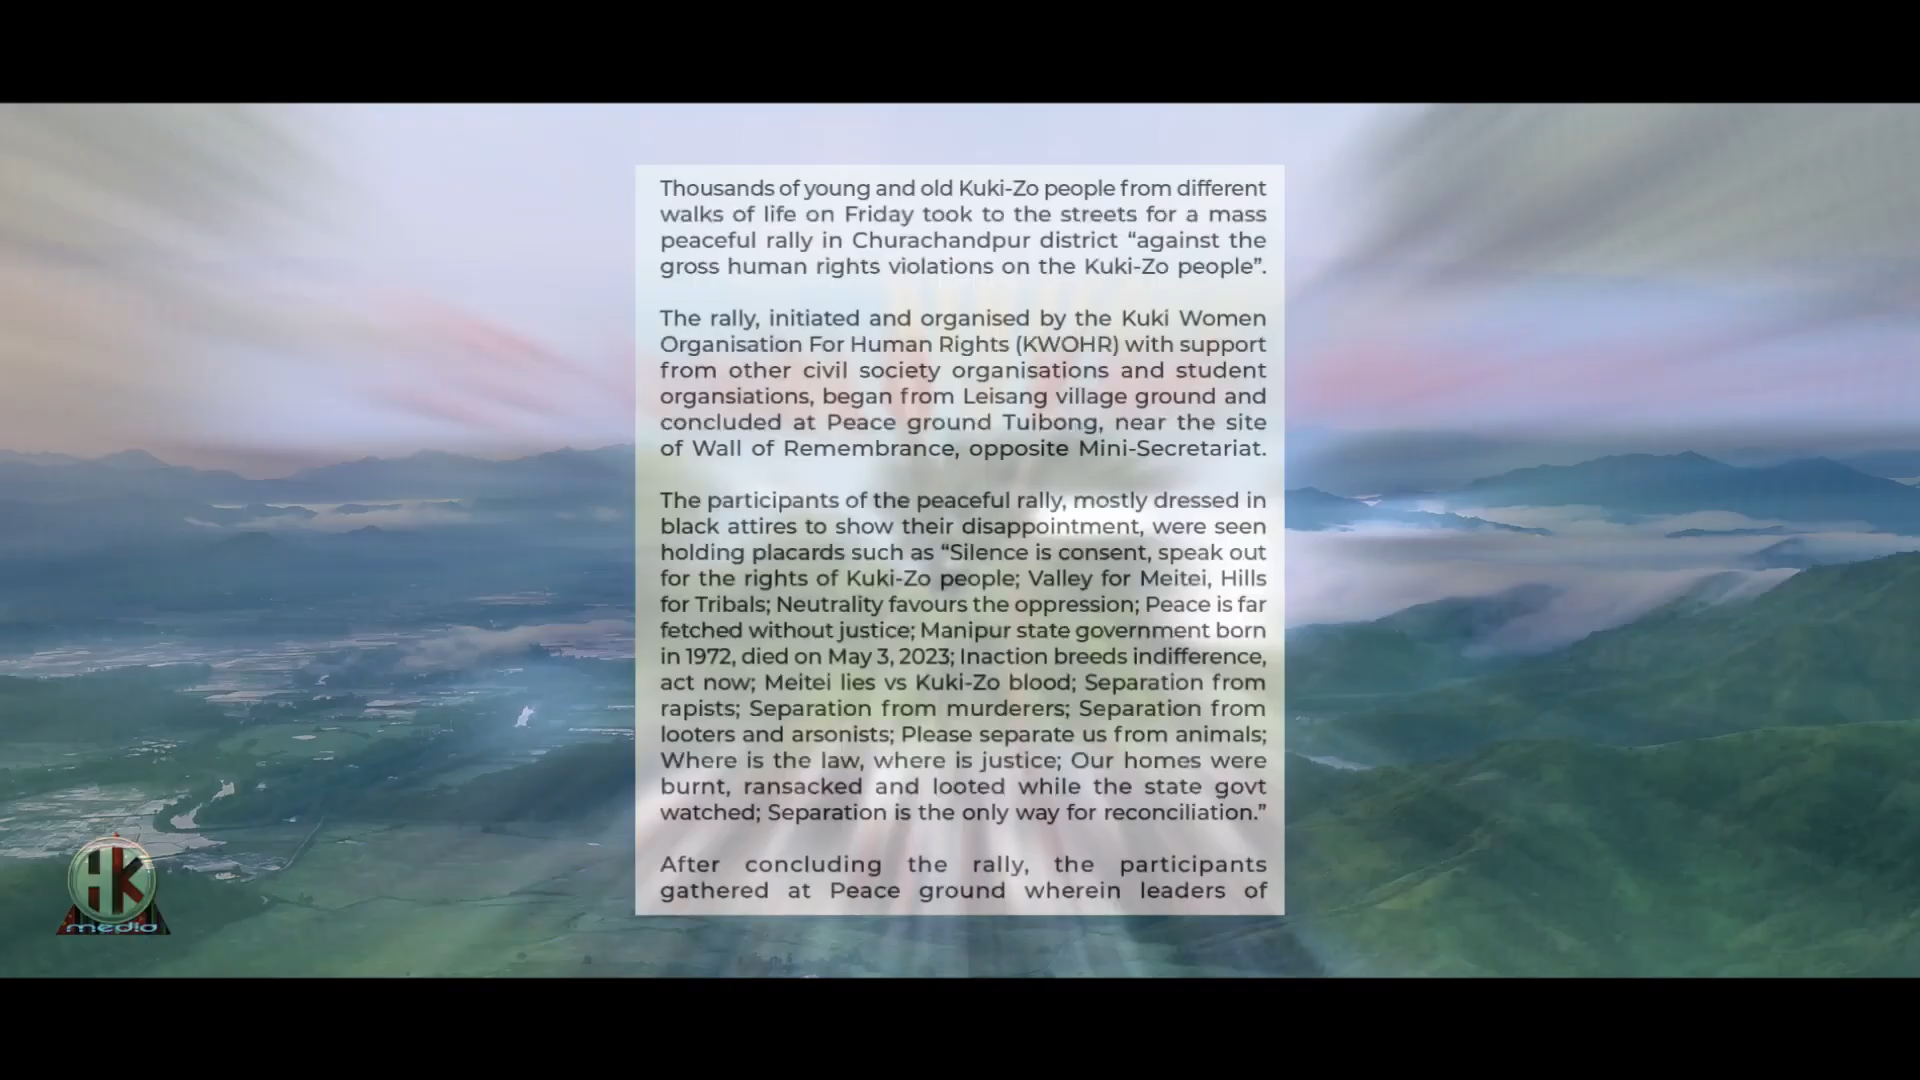 Thousands of young and old Kuki-Zo people from different
walks of life on Friday took to the streets for a mass
peaceful rally in Churachandpur district “against the
gross human rights violations on the Kuki-Zo people”.
The rally, initiated and organised by the Kuki Women
Organisation For Human Rights (KWOHR) with support
from other civil society organisations and student
organsiations, began from Leisang village ground and
concluded at Peace ground Tuibong, near the site
of Wall of Remembrance, opposite Mini-Secretariat.
The participants of the peaceful rally, mostly dressed in
black attires to show their disappointment, were seen
holding placards such as “Silence is consent, speak out
for the rights of Kuki-Zo people; Valley for Meitei, Hills
for Tribals; Neutrality favours the oppression; Peace is far
fetched without justice; Manipur state government born
in 1972, died on May 3, 2023; Inaction breeds indifference,
act now; Meitei lies vs Kuki-Zo blood; Separation from
rapists; Separation from murderers; Separation from
looters and arsonists; Please separate us from animals;
Where is the law, where is justice; Our homes were
burnt, ransacked and looted while the state govt
watched; Separation is the only way for reconciliation.”
After concluding the rally, the participants
gathered at Peace ground wherein leaders of
HK
media